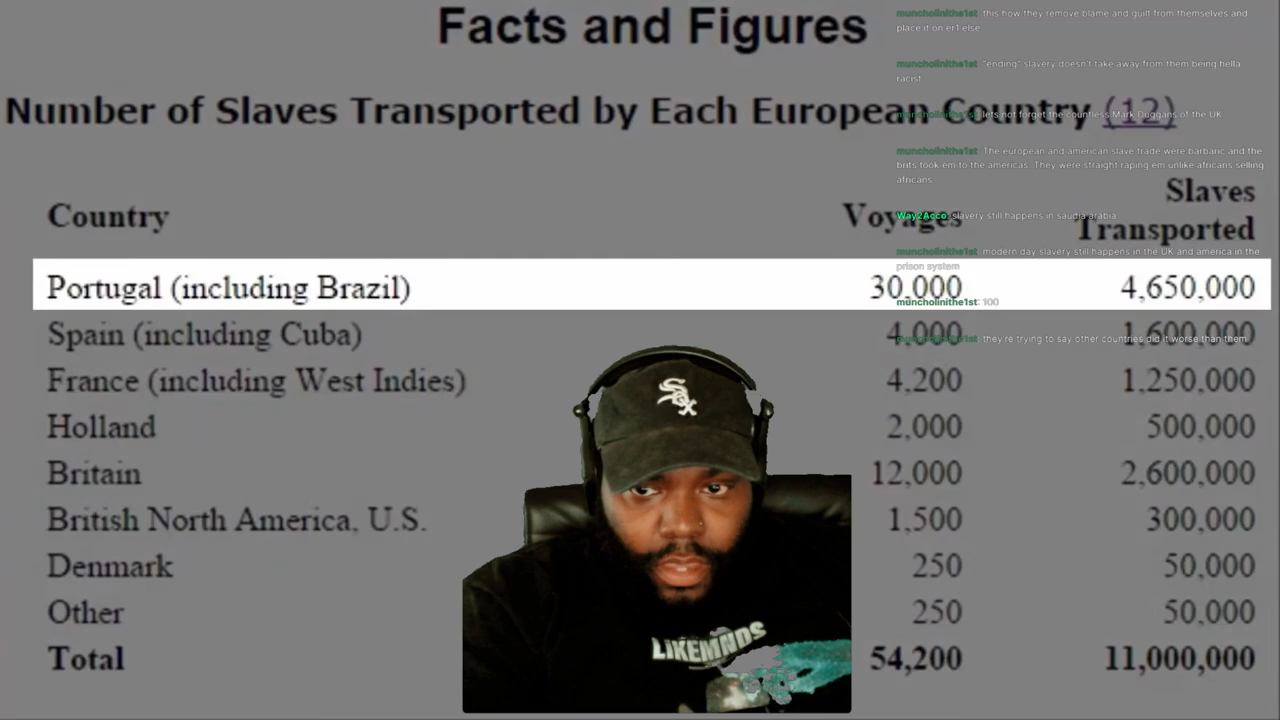 Facts and Figures
Number of Slaves Transported by Each European Country (12)
Country Voyages Slaves Transported
Portugal (including Brazil) 30,000 4,650,000
Spain (including Cuba) 4,000 1,600,000
France (including West Indies) 4,200 1,250,000
Holland 2,000 500,000
Britain 12,000 2,600,000
British North America, U.S. 1,500 300,000
Denmark 250 50,000
Other 250 50,000
Total 54,200 11,000,000
muncholinithe1st: this how they remove blame and guilt from themselves and
place it on er1 else
muncholinithe1st: "ending" slavery doesn't take away from them being hella
racist
muncholinithe1st: lets not forget the countless Mark Duggans of the UK
muncholinithe1st: The european and american slave trade were barbaric and the
brits took em to the americas. They were straight raping em unlike africans selling
africans
Way2Acco: slavery still happens in saudia arabia
muncholinithe1st: modern day slavery still happens in the UK and america in the
prison system
muncholinithe1st: 100
muncholinithe1st: they're trying to say other countries did it worse than them
Sox
LIKEMNDS